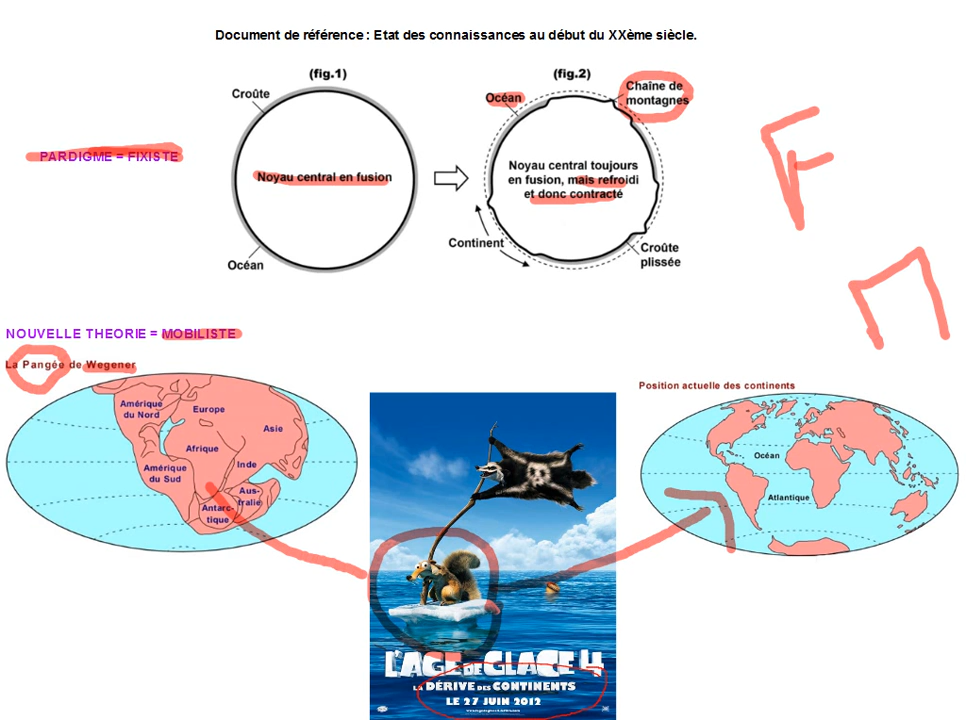 Document de référence : Etat des connaissances au début du XXème siècle.
(fig.1)
Croûte
Noyau central en fusion
Océan
(fig.2)
Océan
Chaîne de
montagnes
Noyau central toujours
en fusion, mais refroidi
et donc contracté
Continent
Croûte
plissée
PARDIGME = FIXISTE
F
NOUVELLE THEORIE = MOBILISTE
La Pangée de Wegener
Amérique
du Nord
Europe
Asie
Afrique
Inde
Amérique
du Sud
Aus-
tralie
Antarc-
tique
L'AGE DE GLACE 4
LA DÉRIVE DES CONTINENTS
LE 27 JUIN 2012
Position actuelle des continents
Océan
Atlantique